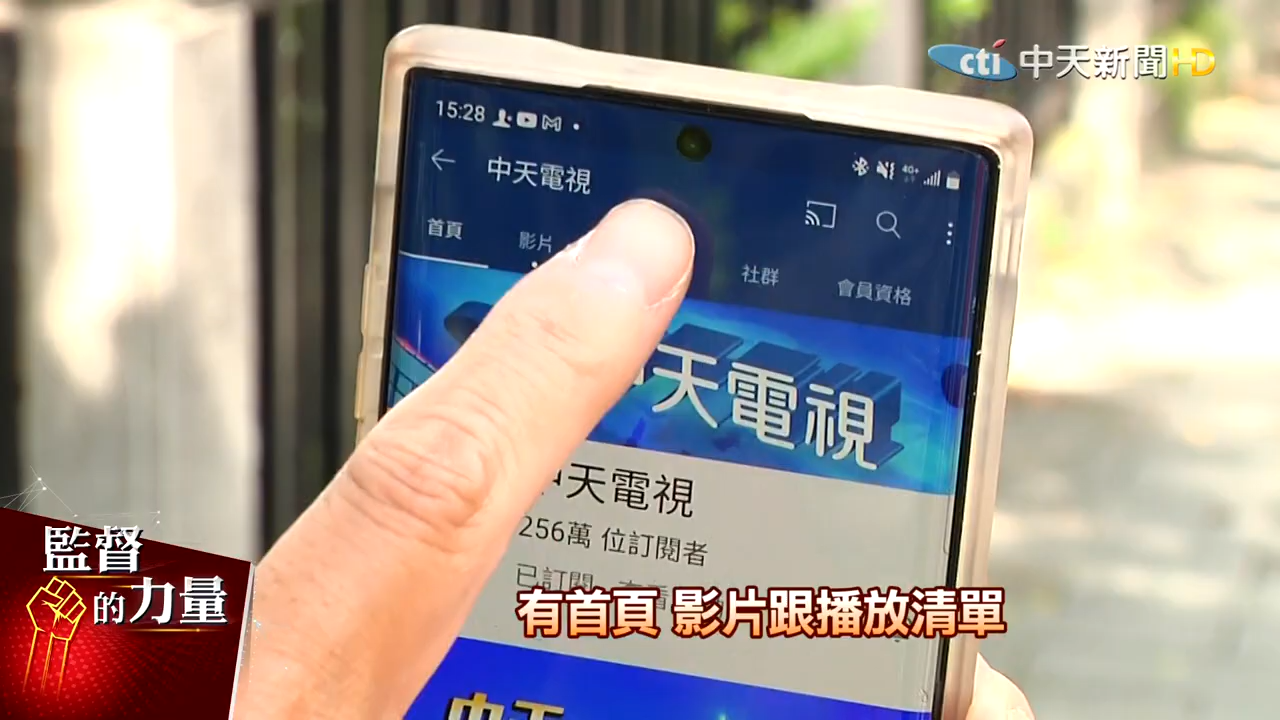 cti 中天新聞HD
15:28
4G+
中天電視
首頁 影片 社群 會員資格
天電視
中天電視
256萬 位訂閱者
已訂閱
有首頁 影片跟播放清單
監督
的力量